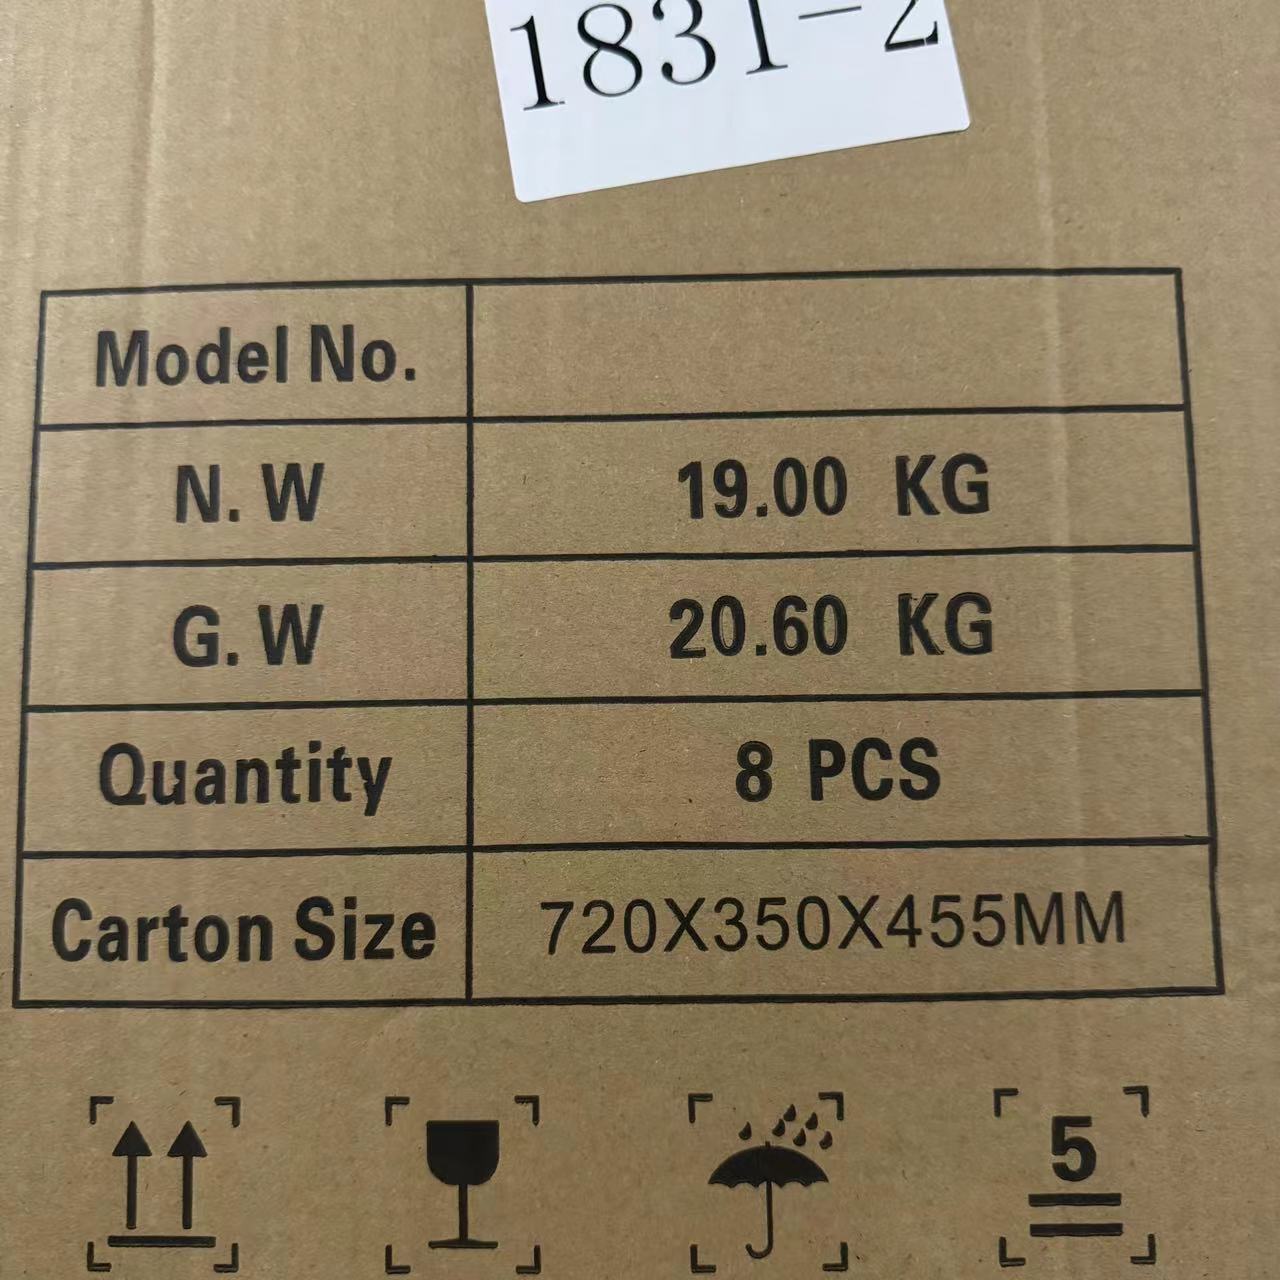 1831-2
Model No.
N. W 19.00 KG
G. W 20.60 KG
Quantity 8 PCS
Carton Size 720X350X455MM
5